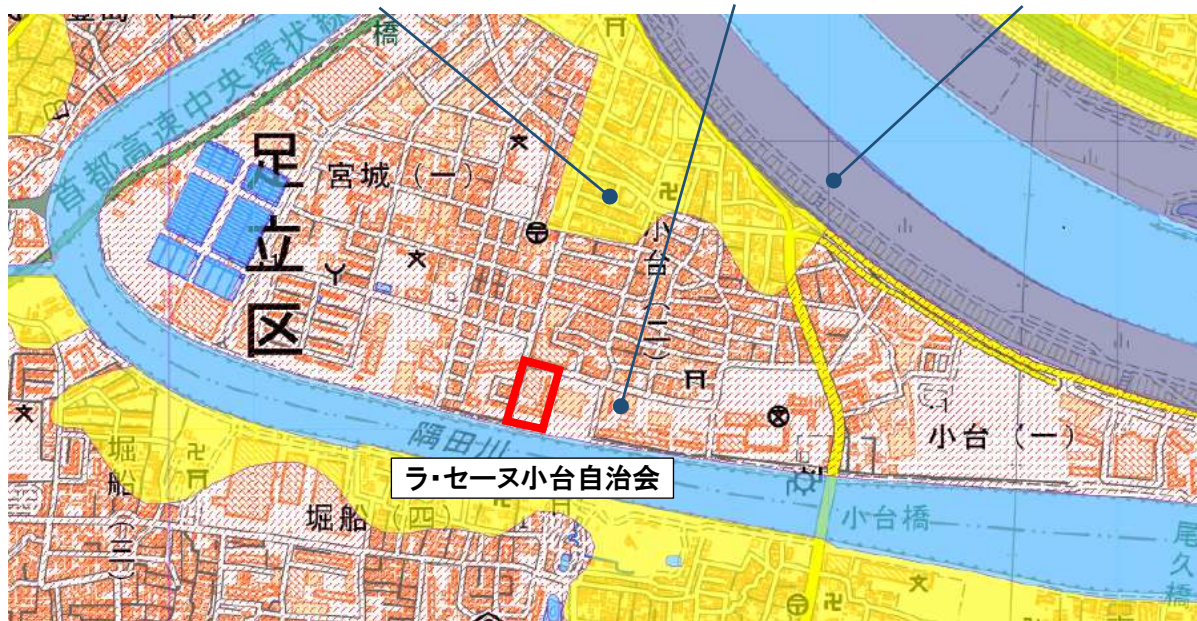 橋
首都高速中央環状線
足立区
宮城（一）
小台（二）
隅田川
ラ・セーヌ小台自治会
小台（一）
堀船（三）
堀船（四）
小台橋
尾久橋